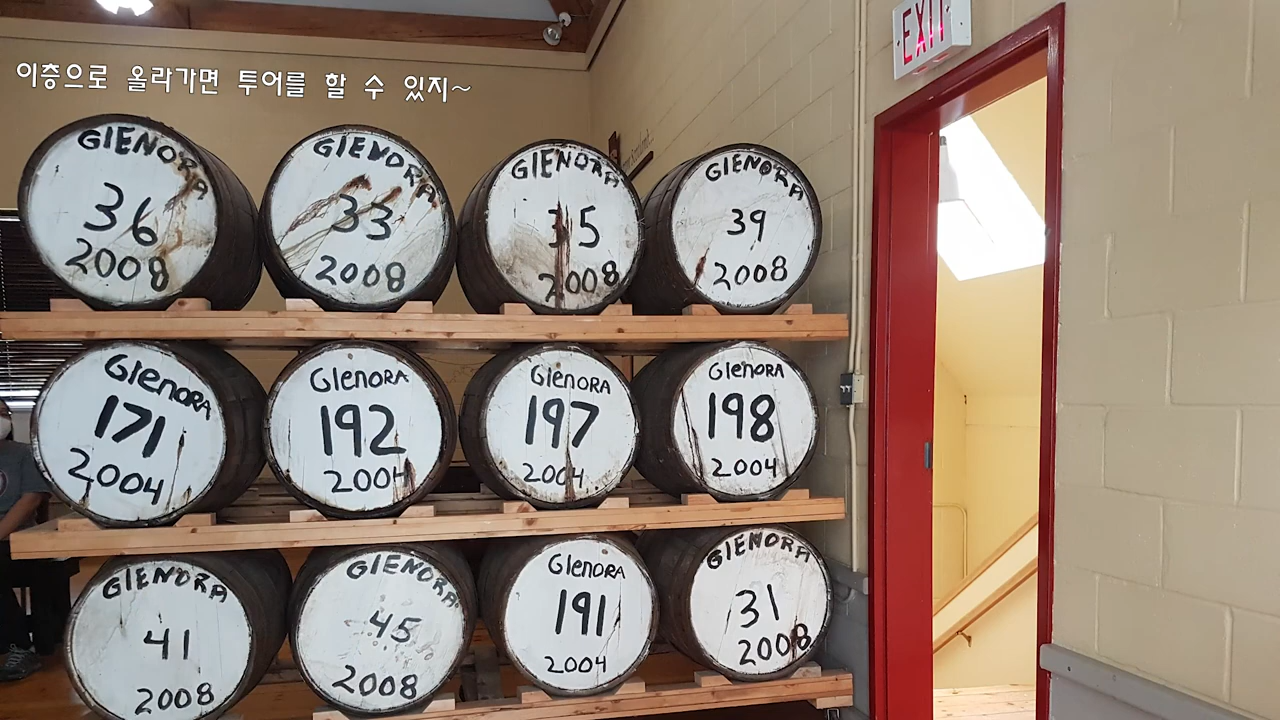 이층으로 올라가면 투어를 할 수 있지~
EXIT
GLENORA
36
2008
GLENORA
33
2008
GLENORA
35
2008
GLENORA
39
2008
GlenoRA
171
2004
GlenoRA
192
2004
GlenoRA
197
2004
GlenoRA
198
2004
GLENORA
41
2008
GLENORA
45
2008
GlenoRA
191
2004
GLENORA
31
2008